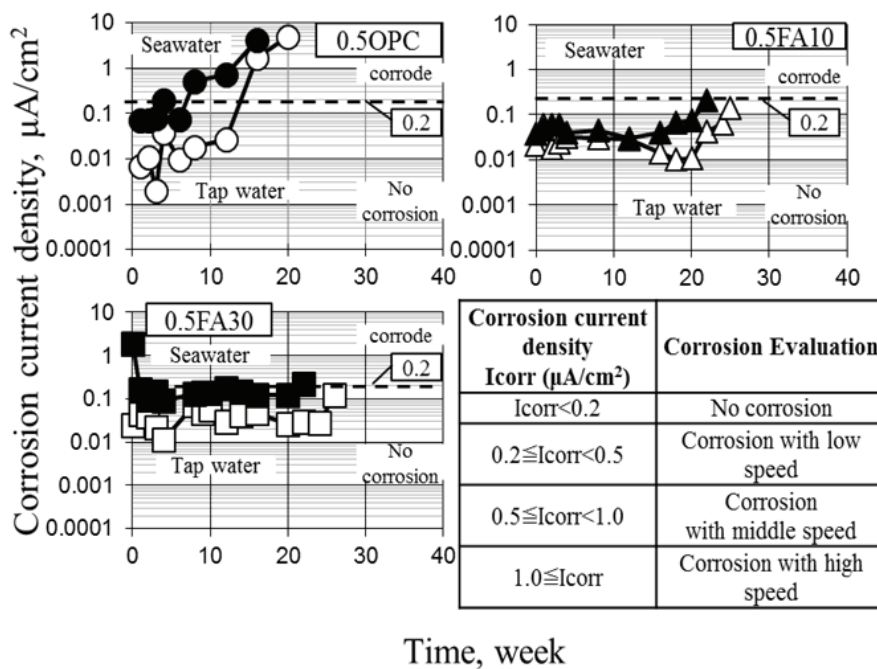 Corrosion current density, μA/cm²
10
1
0.1
0.01
0.001
0.0001
0 10 20 30 40
Seawater
0.5OPC
corrode
0.2
Tap water
No
corrosion
10
1
0.1
0.01
0.001
0.0001
0 10 20 30 40
0.5FA10
Seawater
corrode
0.2
No
Tap water
corrosion
10
1
0.1
0.01
0.001
0.0001
0 10 20 30 40
0.5FA30
corrode
Seawater
0.2
Tap water
No
corrosion
Corrosion current
density
Icorr (μA/cm²)
Corrosion Evaluation
Icorr<0.2
No corrosion
0.2≦Icorr<0.5
Corrosion with low
speed
0.5≦Icorr<1.0
Corrosion
with middle speed
1.0≦Icorr
Corrosion with high
speed
Time, week